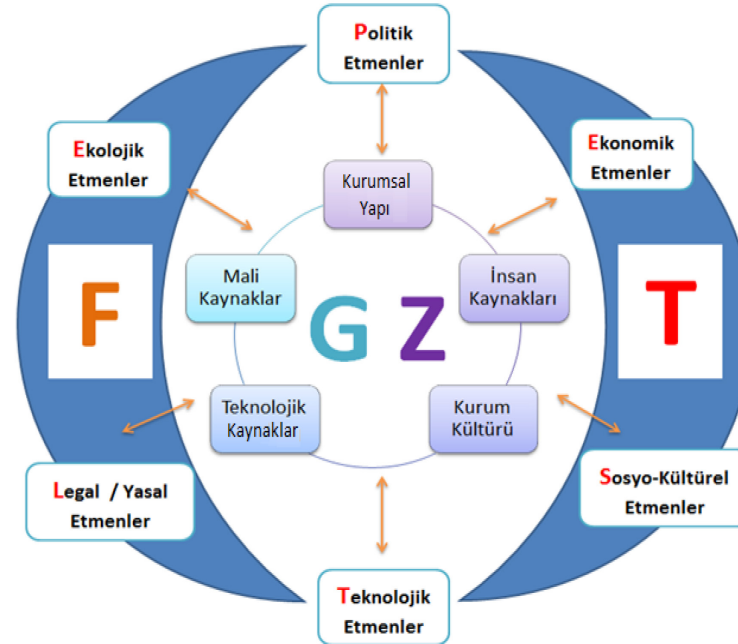 Politik
Etmenler
Ekolojik
Etmenler
Ekonomik
Etmenler
Kurumsal
Yapı
Mali
Kaynaklar
İnsan
Kaynakları
F
G Z
T
Teknolojik
Kaynaklar
Kurum
Kültürü
Legal / Yasal
Etmenler
Sosyo-Kültürel
Etmenler
Teknolojik
Etmenler